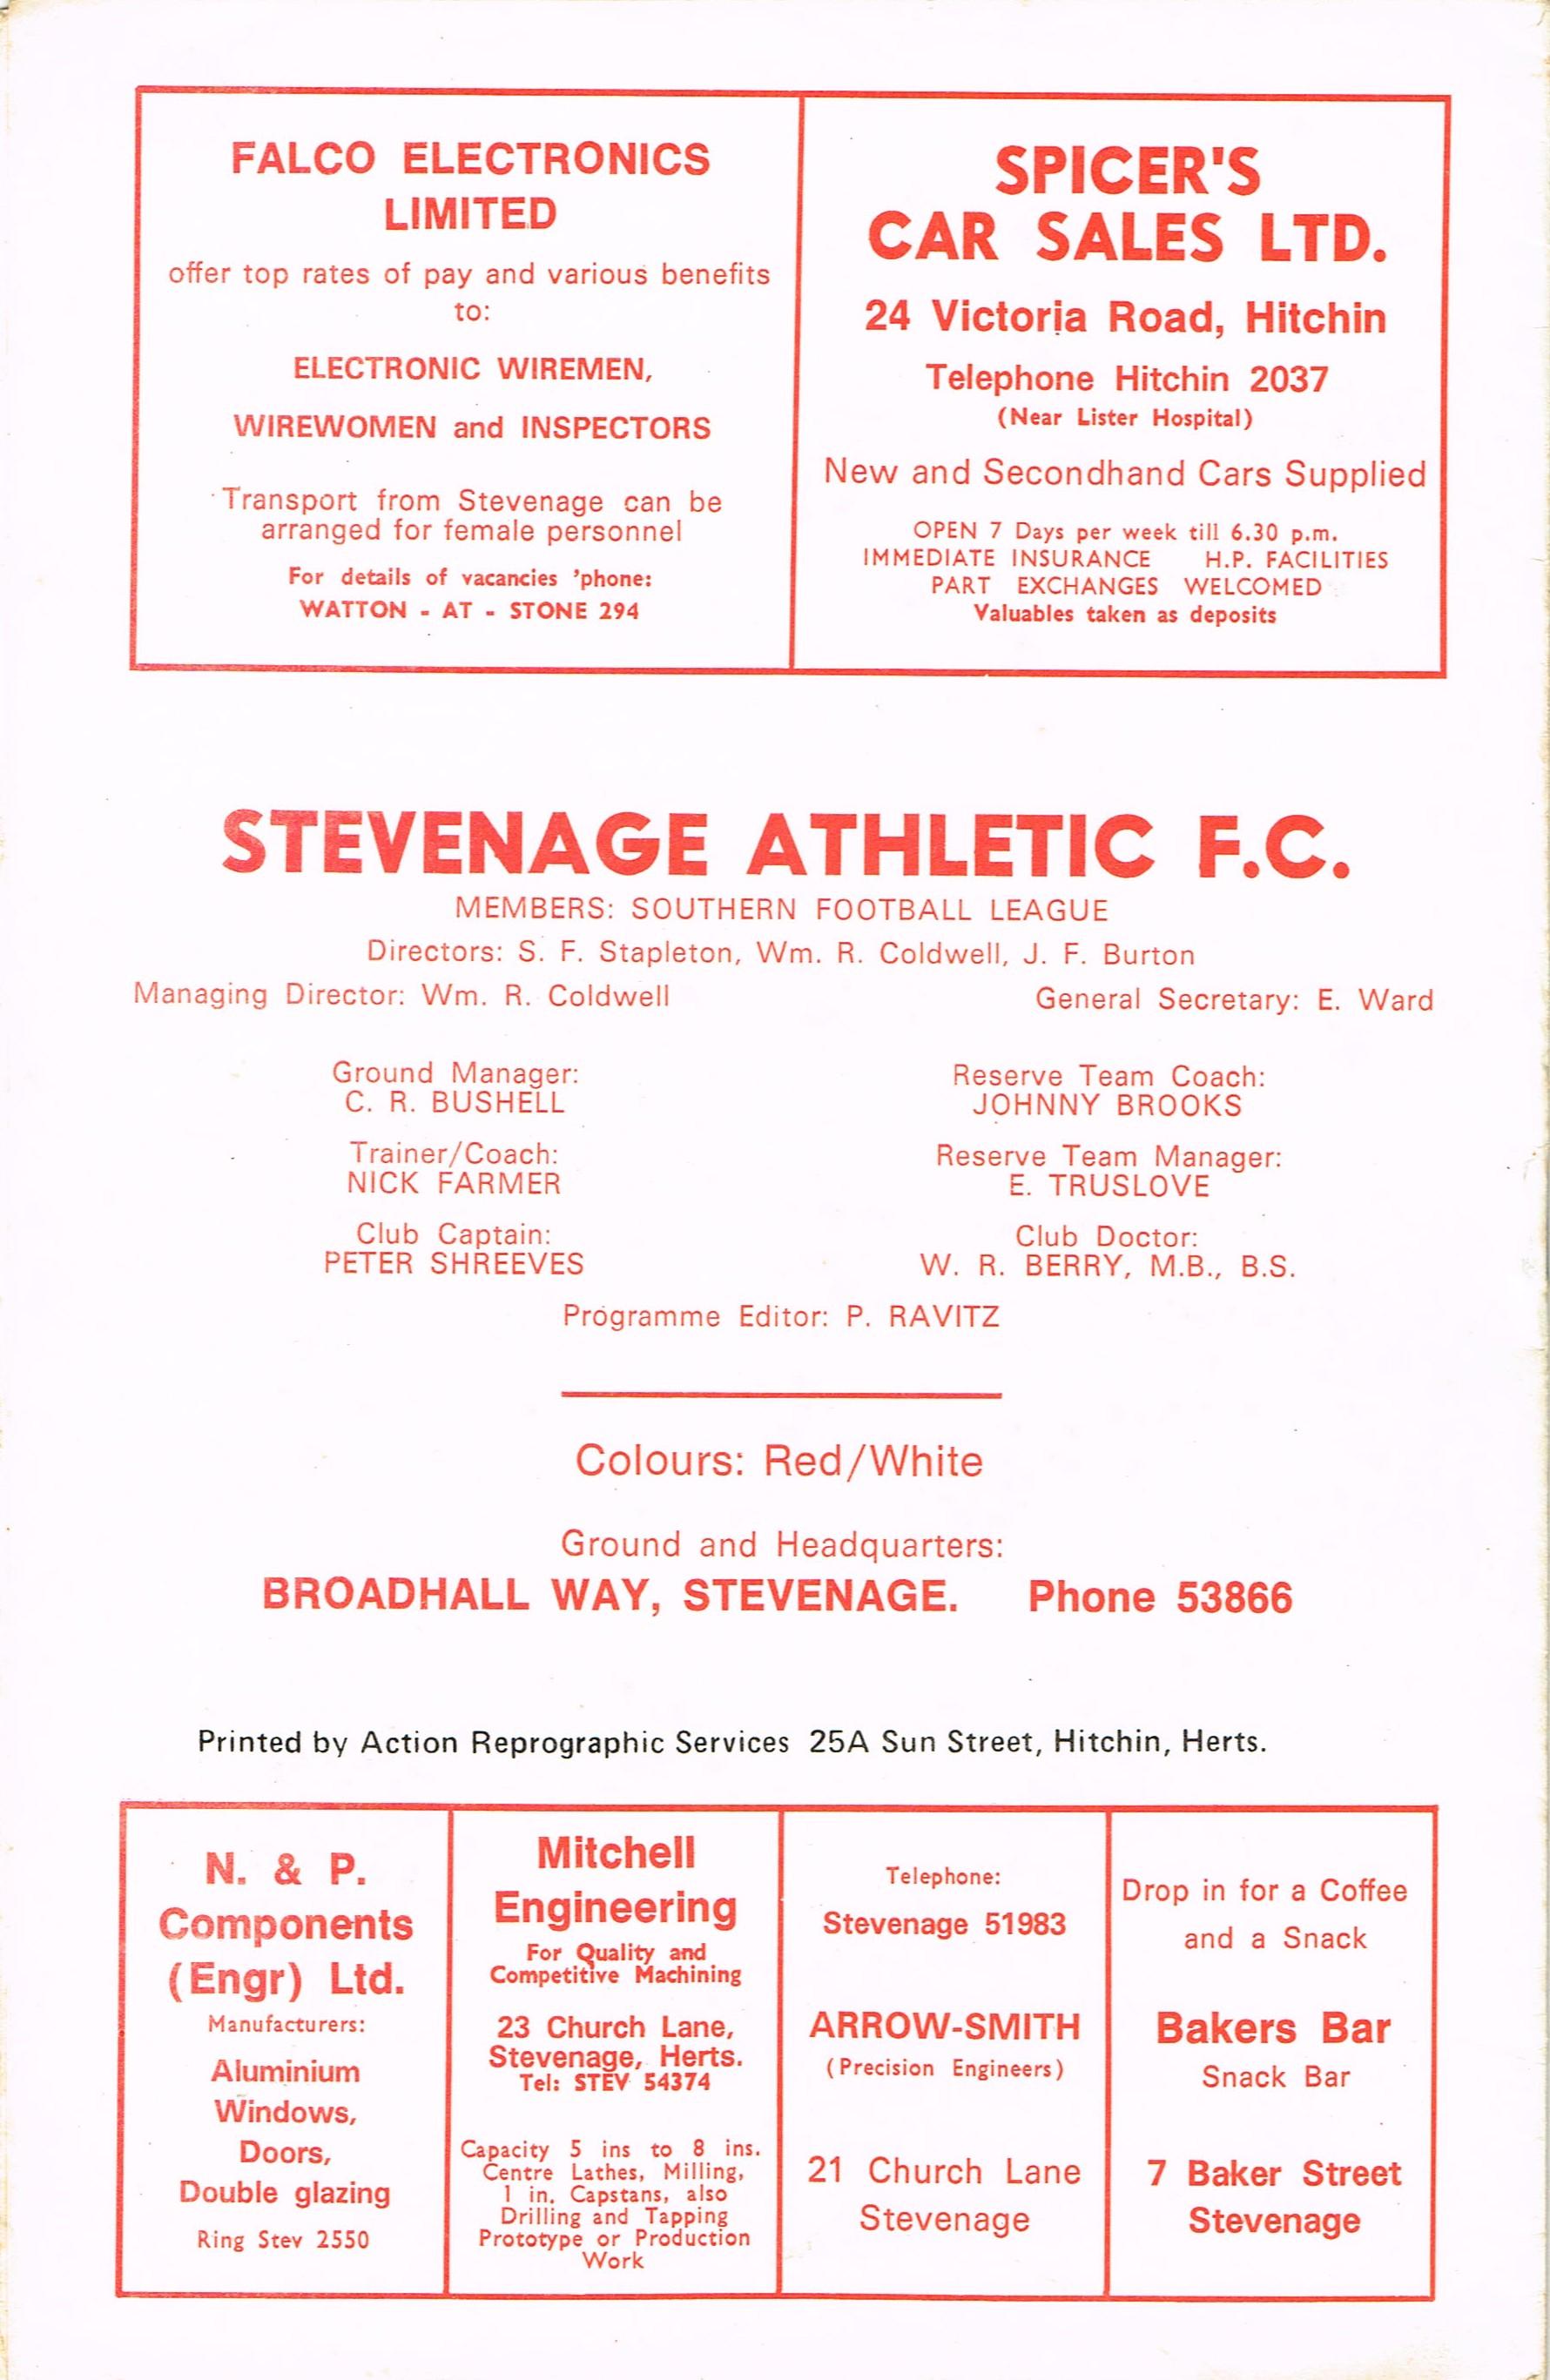 FALCO ELECTRONICS
LIMITED
offer top rates of pay and various benefits
to:
ELECTRONIC WIREMEN,
WIREWOMEN and INSPECTORS
Transport from Stevenage can be
arranged for female personnel
For details of vacancies 'phone:
WATTON - AT - STONE 294
SPICER'S
CAR SALES LTD.
24 Victoria Road, Hitchin
Telephone Hitchin 2037
(Near Lister Hospital)
New and Secondhand Cars Supplied
OPEN 7 Days per week till 6.30 p.m.
IMMEDIATE INSURANCE H.P. FACILITIES
PART EXCHANGES WELCOMED
Valuables taken as deposits
STEVENAGE ATHLETIC F.C.
MEMBERS: SOUTHERN FOOTBALL LEAGUE
Directors: S. F. Stapleton, Wm. R. Coldwell, J. F. Burton
Managing Director: Wm. R. Coldwell
General Secretary: E. Ward
Ground Manager:
C. R. BUSHELL
Trainer/Coach:
NICK FARMER
Club Captain:
PETER SHREEVES
Reserve Team Coach:
JOHNNY BROOKS
Reserve Team Manager:
E. TRUSLOVE
Club Doctor:
W. R. BERRY, M.B., B.S.
Programme Editor: P. RAVITZ
Colours: Red/White
Ground and Headquarters:
BROADHALL WAY, STEVENAGE. Phone 53866
Printed by Action Reprographic Services 25A Sun Street, Hitchin, Herts.
N. & P.
Components
(Engr) Ltd.
Manufacturers:
Aluminium
Windows,
Doors,
Double glazing
Ring Stev 2550
Mitchell
Engineering
For Quality and
Competitive Machining
23 Church Lane,
Stevenage, Herts.
Tel: STEV 54374
Capacity 5 ins to 8 ins.
Centre Lathes, Milling,
1 in. Capstans, also
Drilling and Tapping
Prototype or Production
Work
Telephone:
Stevenage 51983
ARROW-SMITH
(Precision Engineers)
21 Church Lane
Stevenage
Drop in for a Coffee
and a Snack
Bakers Bar
Snack Bar
7 Baker Street
Stevenage